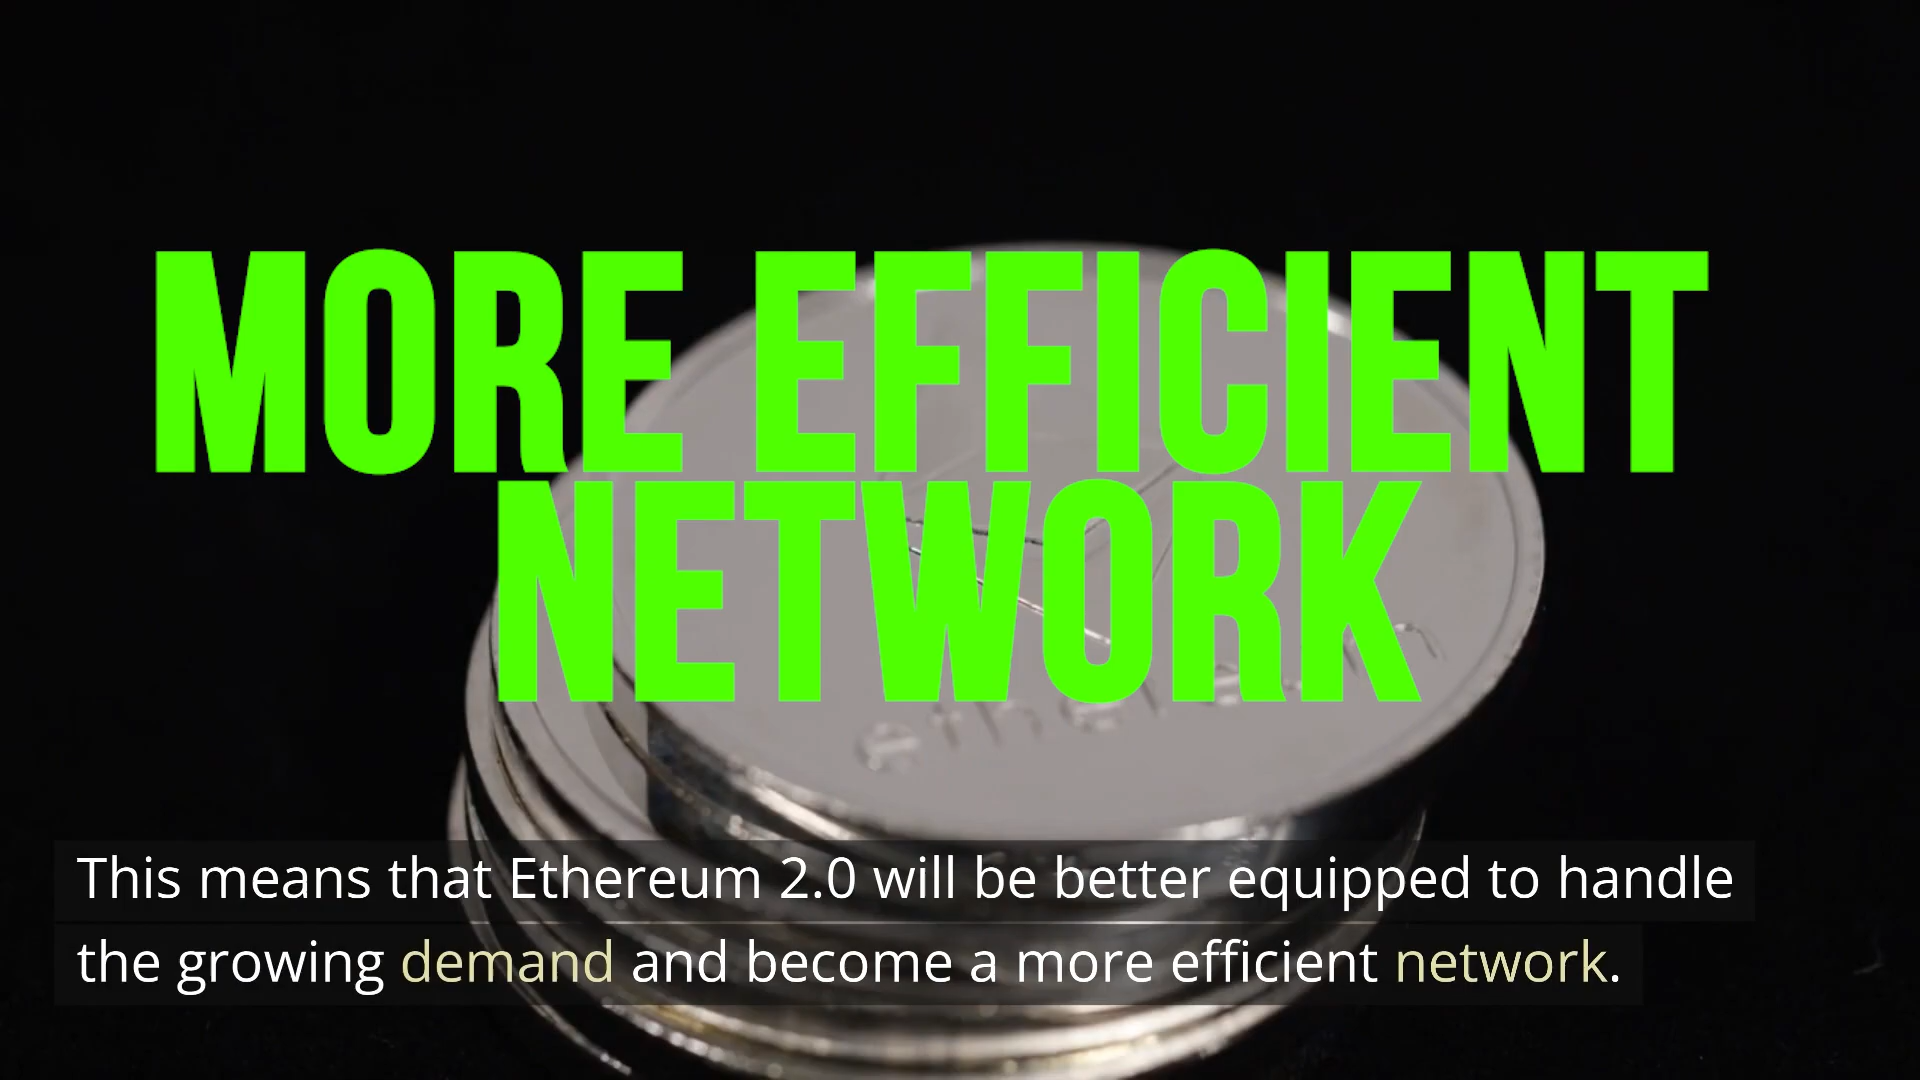 MORE EFFICIENT
NETWORK
ethereum
This means that Ethereum 2.0 will be better equipped to handle
the growing demand and become a more efficient network.